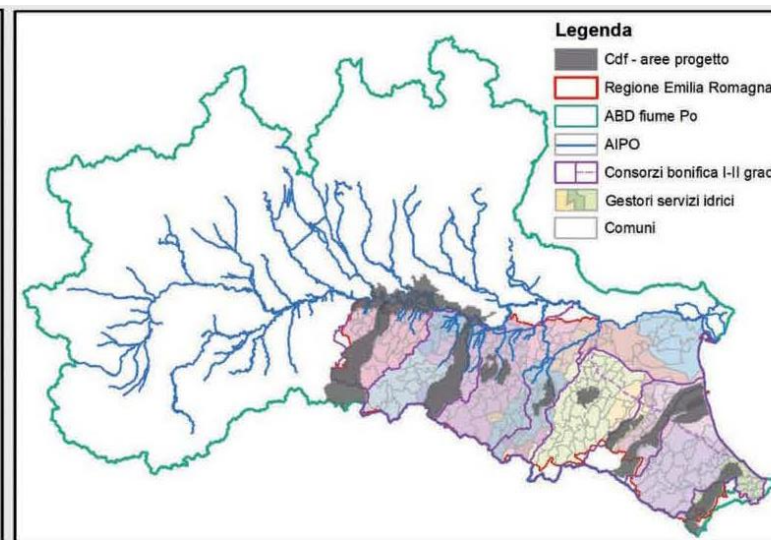 Legenda
Cdf - aree progetto
Regione Emilia Romagna
ABD fiume Po
AIPO
Consorzi bonifica I-II grad
Gestori servizi idrici
Comuni